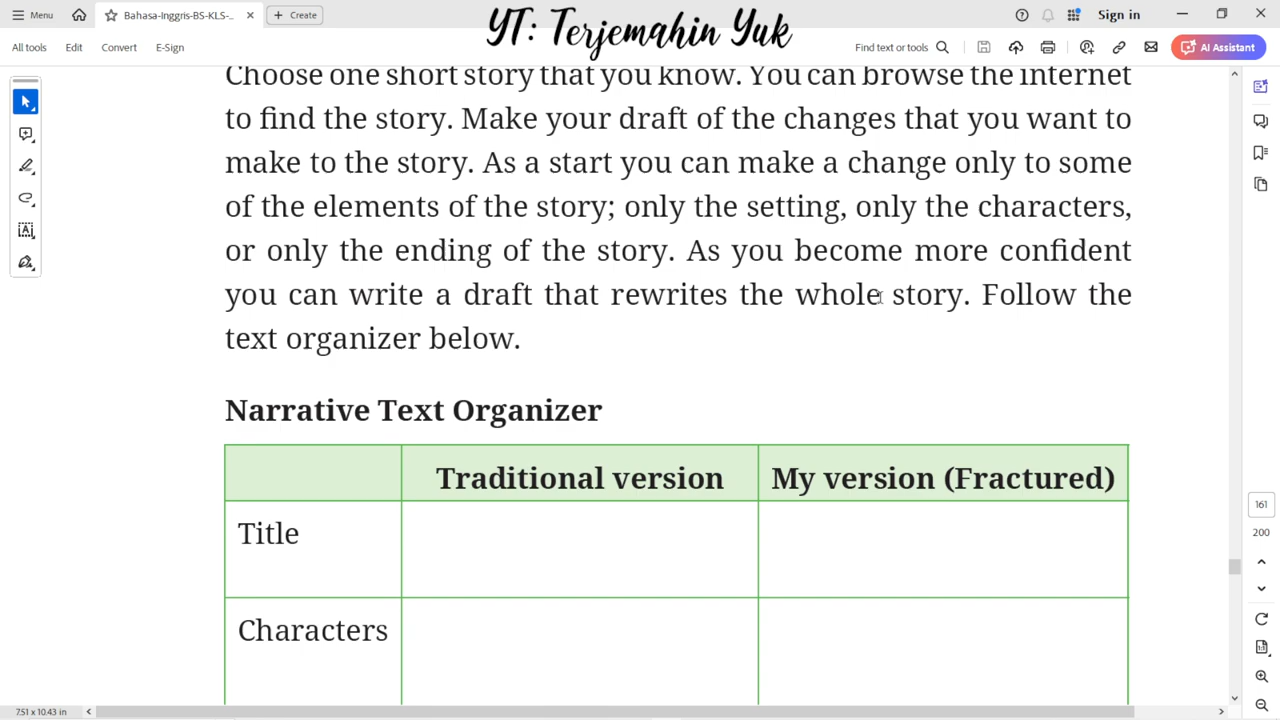 Menu
Bahasa-Inggris-BS-KLS-...
Create
YT: Terjemahin Yuk
Sign in
All tools
Edit
Convert
E-Sign
Find text or tools
AI Assistant
Choose one short story that you know. You can browse the internet
to find the story. Make your draft of the changes that you want to
make to the story. As a start you can make a change only to some
of the elements of the story; only the setting, only the characters,
or only the ending of the story. As you become more confident
you can write a draft that rewrites the whole story. Follow the
text organizer below.
Narrative Text Organizer
Traditional version
My version (Fractured)
Title
Characters
161
200
7.51 x 10.43 in